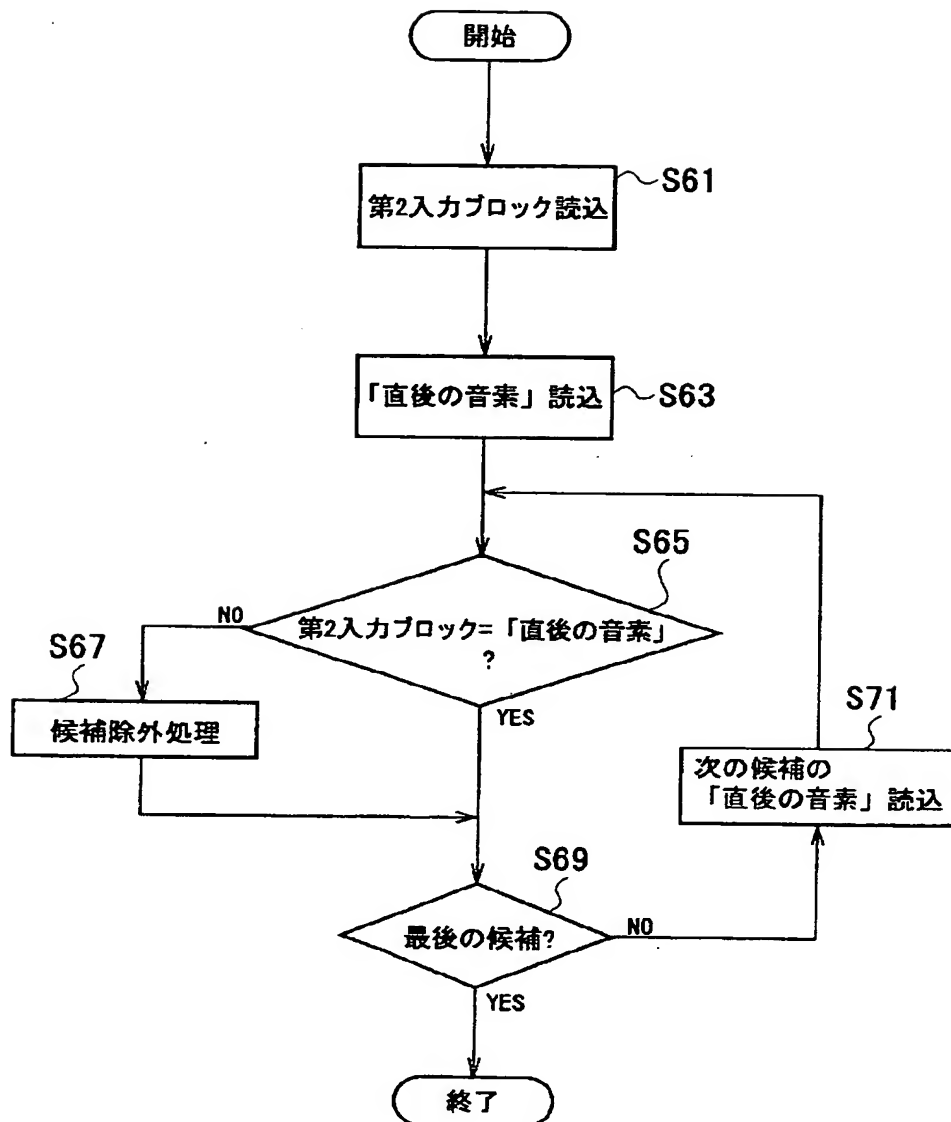 開始
第2入力ブロック読込
S61
「直後の音素」読込
S63
S65
第2入力ブロック=「直後の音素」
?
NO
YES
S67
候補除外処理
S71
次の候補の
「直後の音素」読込
S69
最後の候補?
NO
YES
終了